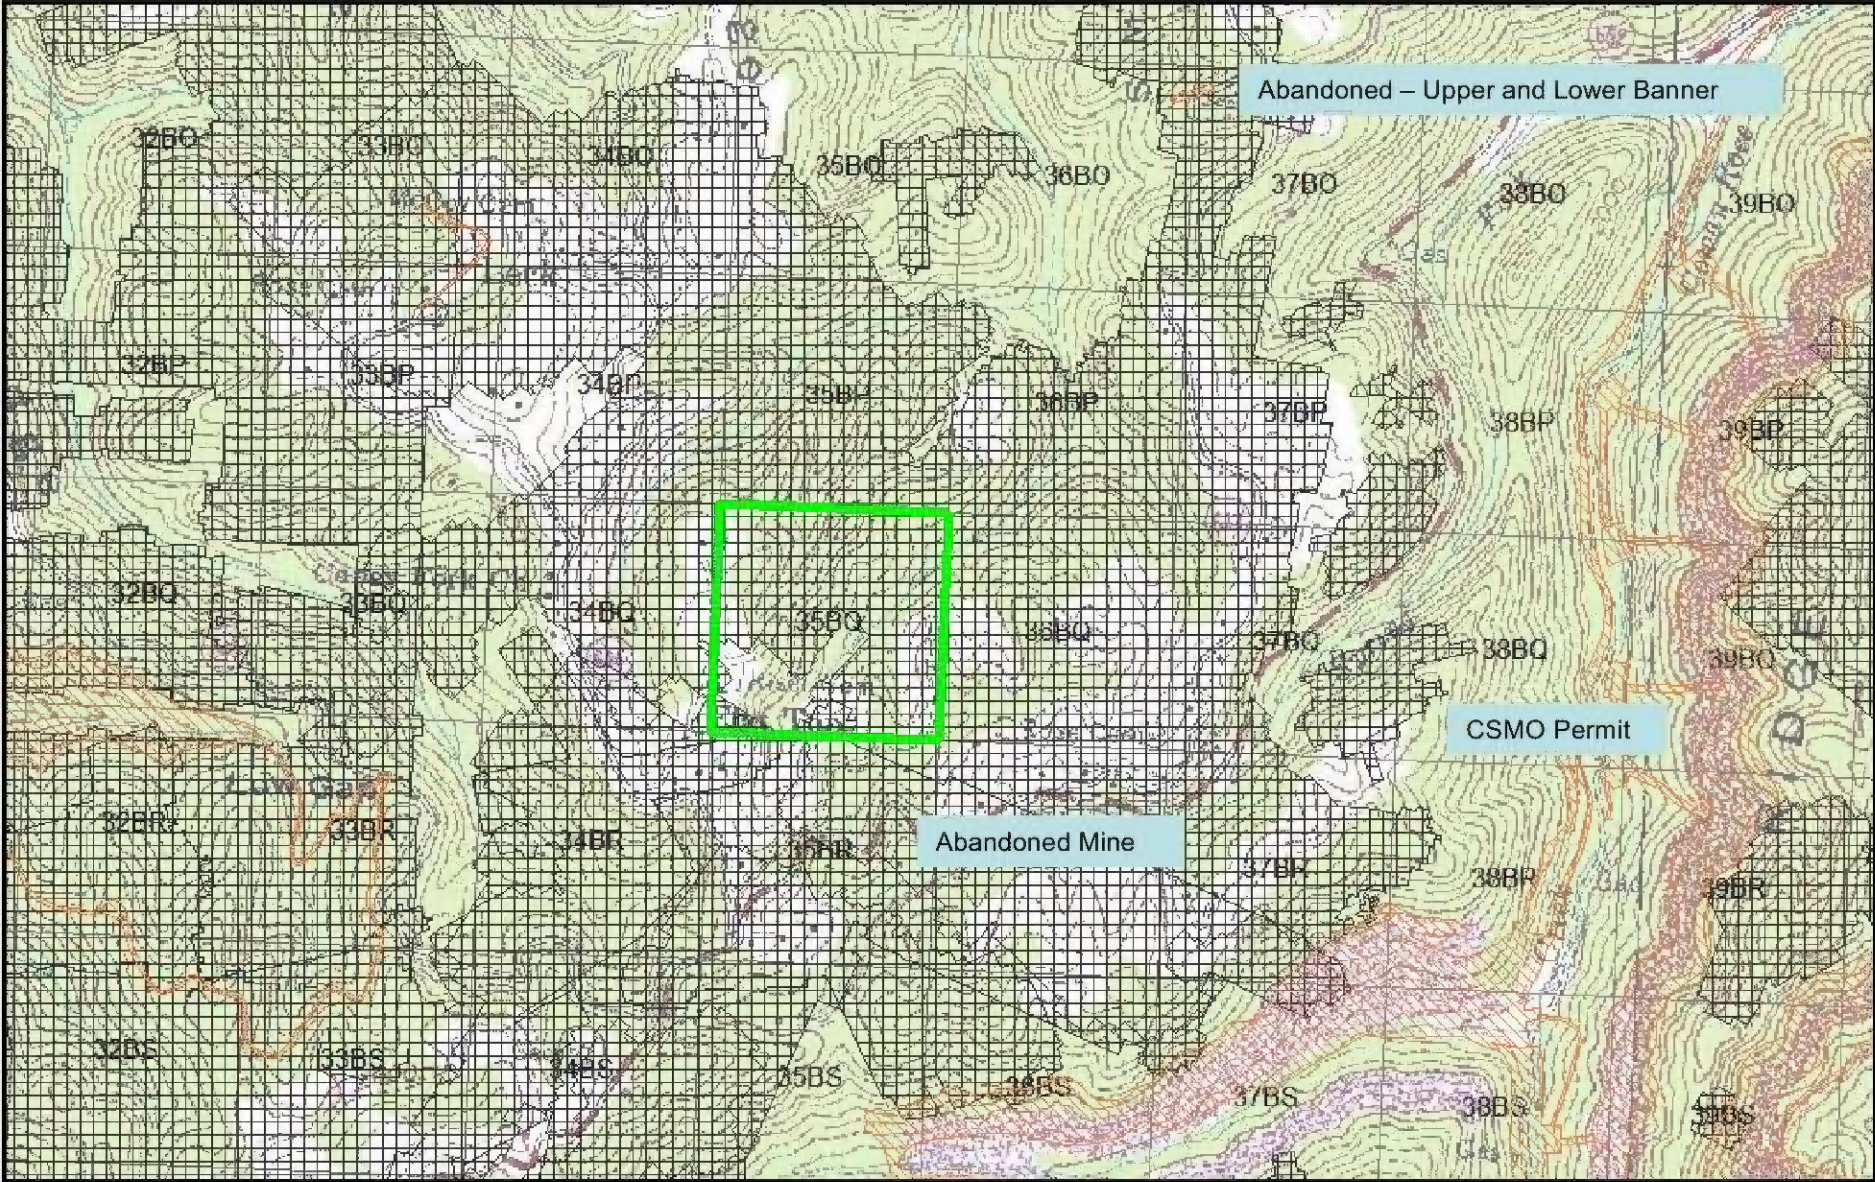 Abandoned – Upper and Lower Banner
32BO
33BO
34BO
35BO
36BO
37BO
38BO
39BO
32BP
33BP
34BP
35BP
36BP
37BP
38BP
39BP
32BQ
33BQ
34BQ
35BQ
36BQ
37BQ
38BQ
39BQ
CSMO Permit
Low Gap
Abandoned Mine
32BR
33BR
34BR
35BR
37BR
38BR
39BR
32BS
33BS
34BS
35BS
36BS
37BS
38BS
39BS